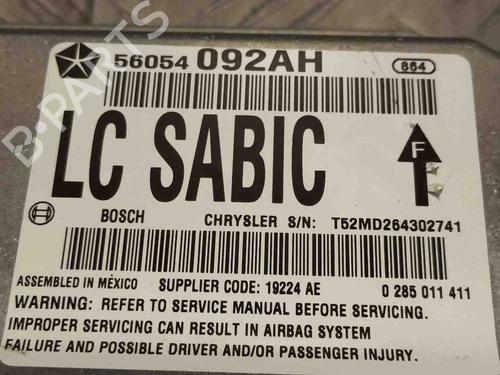 56054 092AH
864
LC SABIC
F
BOSCH CHRYSLER S/N: T52MD264302741
ASSEMBLED IN MÉXICO SUPPLIER CODE: 19224 AE 0 285 011 411
WARNING: REFER TO SERVICE MANUAL BEFORE SERVICING.
IMPROPER SERVICING CAN RESULT IN AIRBAG SYSTEM
FAILURE AND POSSIBLE DRIVER AND/OR PASSENGER INJURY.
B-PARTS